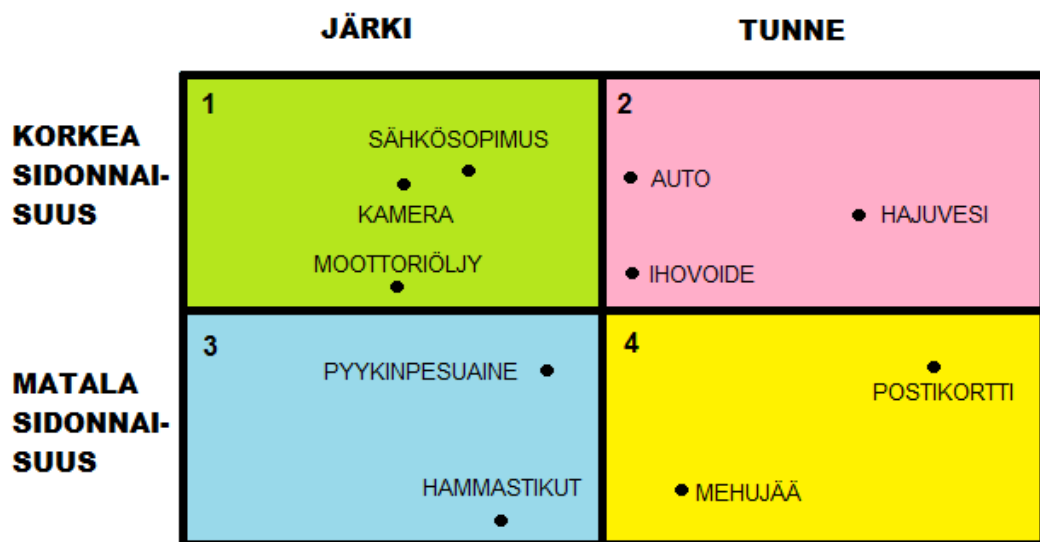 JÄRKI
TUNNE
KORKEA
SIDONNAI-
SUUS
1
SÄHKÖSOPIMUS
KAMERA
MOOTTORIÖLJY
2
AUTO
HAJUVESI
IHOVOIDE
MATALA
SIDONNAI-
SUUS
3
PYYKINPESUAINE
HAMMASTIKUT
4
POSTIKORTTI
MEHUJÄÄ